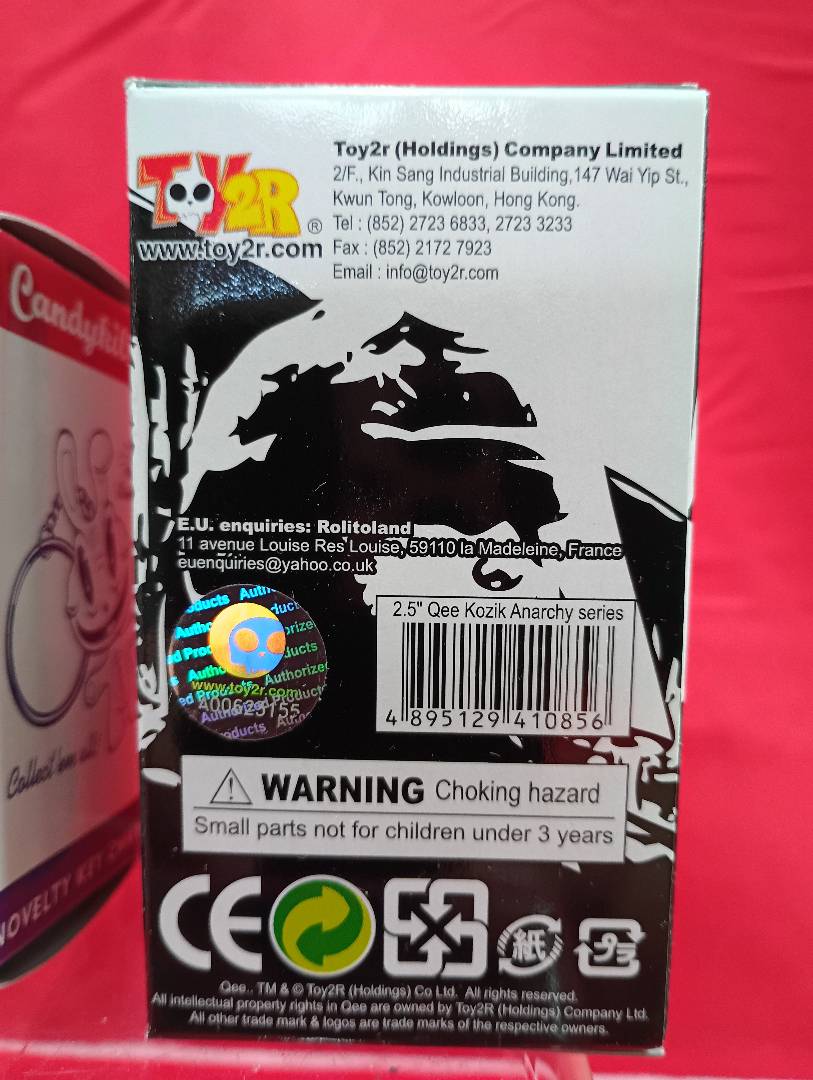 TOY2R ®
www.toy2r.com
Toy2r (Holdings) Company Limited
2/F., Kin Sang Industrial Building,147 Wai Yip St.,
Kwun Tong, Kowloon, Hong Kong.
Tel : (852) 2723 6833, 2723 3233
Fax : (852) 2172 7923
Email : info@toy2r.com
E.U. enquiries: Rolitoland
11 avenue Louise Res Louise, 59110 la Madeleine, France
euenquiries@yahoo.co.uk
www.toy2r.com
2.5" Qee Kozik Anarchy series
4 895129 410856
WARNING Choking hazard
Small parts not for children under 3 years
CE
紙
プラ
Qee.. TM & © Toy2R (Holdings) Co Ltd. All rights reserved.
All intellectual property rights in Qee are owned by Toy2R (Holdings) Company Ltd.
All other trade mark & logos are trade marks of the respective owners.
Collect 'em all!
NOVELTY KEY